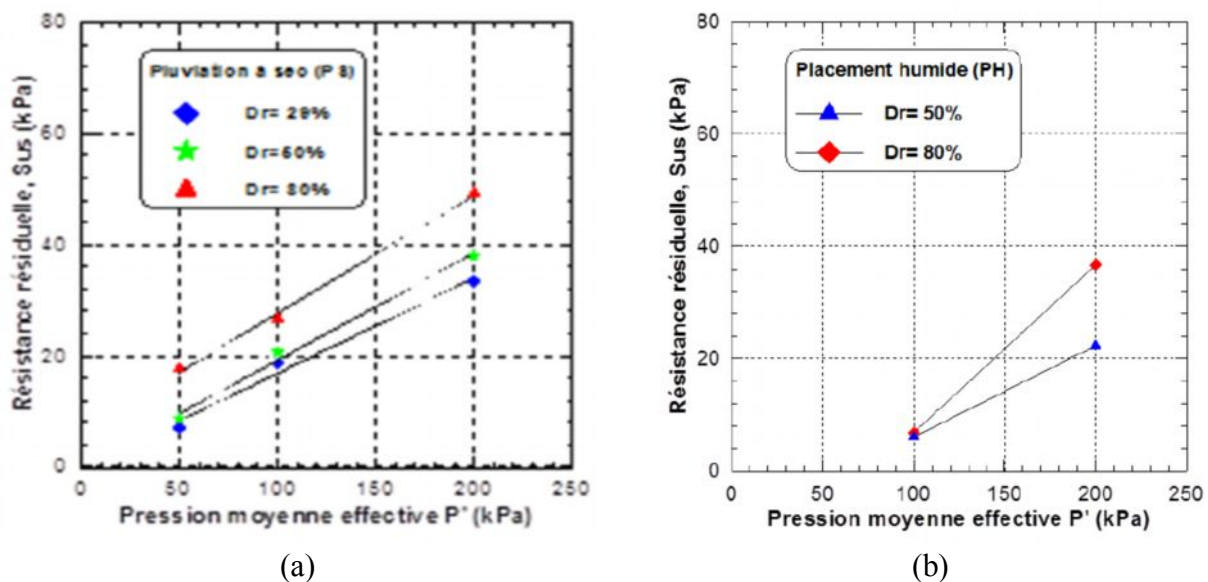 80
60
40
20
0
Résistance résiduelle, Sus (kPa)
Pluviation a sec (PS)
Dr= 29%
Dr=50%
Dr= 80%
0 50 100 150 200 250
Pression moyenne effective P' (kPa)
(a)
80
60
40
20
0
Résistance résiduelle, Sus (kPa)
Placement humide (PH)
Dr= 50%
Dr= 80%
0 50 100 150 200 250
Pression moyenne effective P' (kPa)
(b)